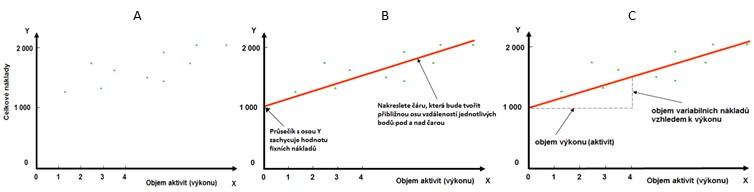 A
Y
2 000
Celkové náklady
1 000
0 1 2 3 4 Objem aktivit (výkonu) X
B
Y
2 000
Nakreslete čáru, která bude tvořit
přibližnou osu vzdáleností jednotlivých
bodů pod a nad čarou
1 000
Průsečík s osou Y
zachycuje hodnotu
fixních nákladů
0 1 2 3 4 Objem aktivit (výkonu) X
C
Y
2 000
1 000
objem variabilních nákladů
vzhledem k výkonu
objem výkonu (aktivit)
0 1 2 3 4 Objem aktivit (výkonu) X